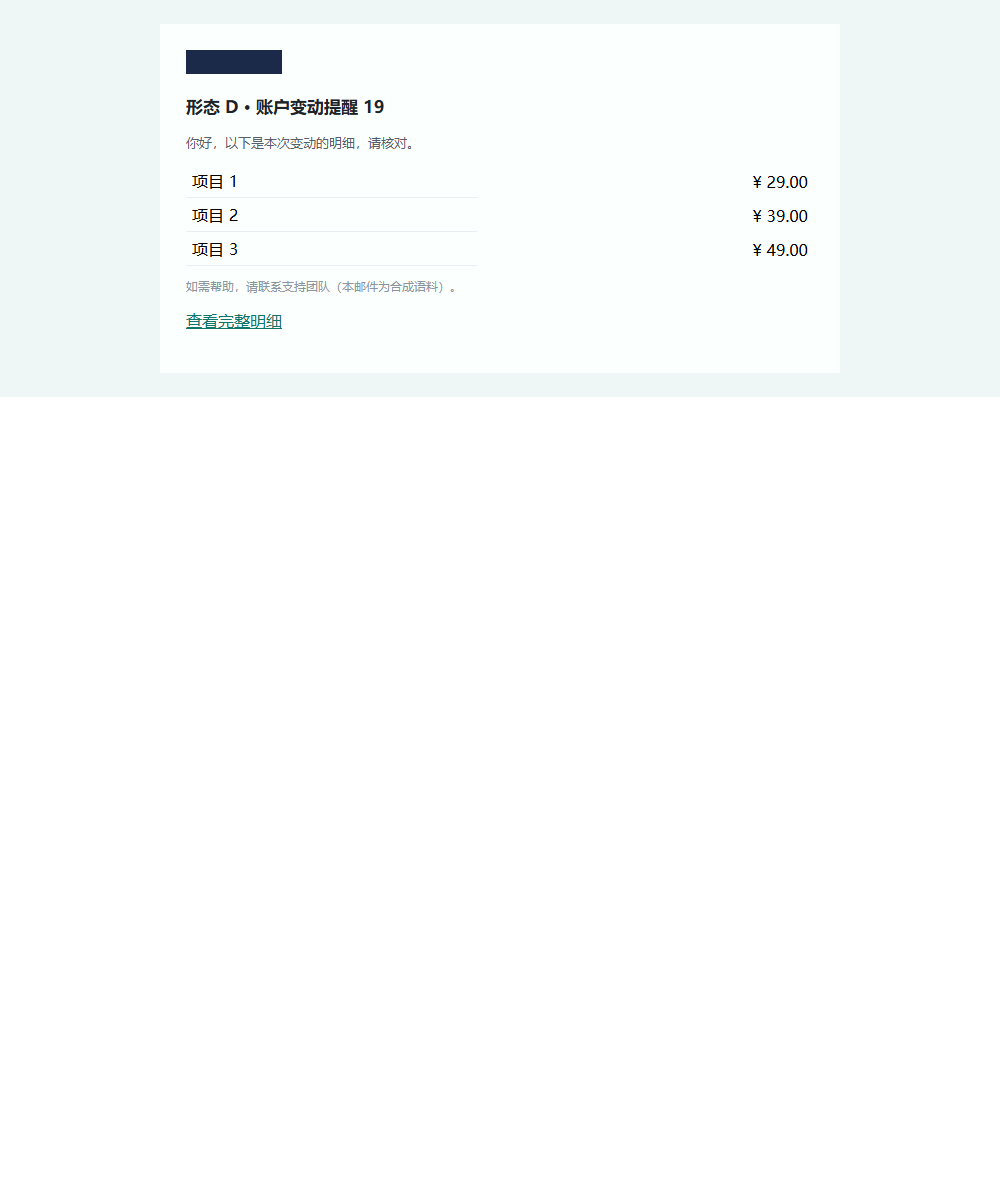 形态 D · 账户变动提醒 19
你好，以下是本次变动的明细，请核对。
项目 1 ¥ 29.00
项目 2 ¥ 39.00
项目 3 ¥ 49.00
如需帮助，请联系支持团队（本邮件为合成语料）。
查看完整明细